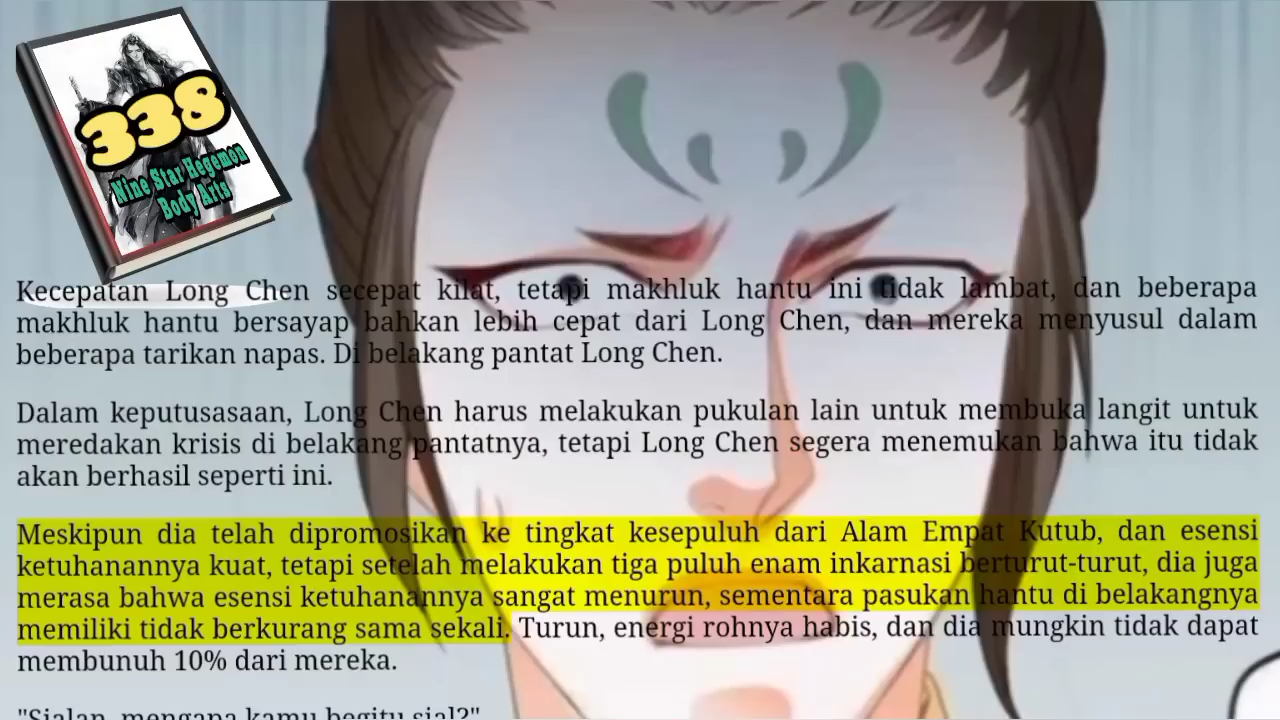 338
Nine Star Hegemon
Body Arts
Kecepatan Long Chen secepat kilat, tetapi makhluk hantu ini tidak lambat, dan beberapa
makhluk hantu bersayap bahkan lebih cepat dari Long Chen, dan mereka menyusul dalam
beberapa tarikan napas. Di belakang pantat Long Chen.
Dalam keputusasaan, Long Chen harus melakukan pukulan lain untuk membuka langit untuk
meredakan krisis di belakang pantatnya, tetapi Long Chen segera menemukan bahwa itu tidak
akan berhasil seperti ini.
Meskipun dia telah dipromosikan ke tingkat kesepuluh dari Alam Empat Kutub, dan esensi
ketuhanannya kuat, tetapi setelah melakukan tiga puluh enam inkarnasi berturut-turut, dia juga
merasa bahwa esensi ketuhanannya sangat menurun, sementara pasukan hantu di belakangnya
memiliki tidak berkurang sama sekali. Turun, energi rohnya habis, dan dia mungkin tidak dapat
membunuh 10% dari mereka.
"Sialan, mengapa kamu begitu sial?"